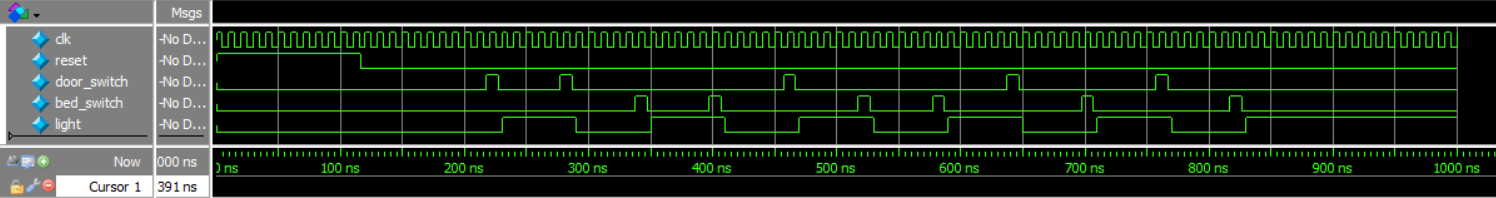 Msgs
clk -No D...
reset -No D...
door_switch -No D...
bed_switch -No D...
light -No D...
Now 000 ns ) ns 100 ns 200 ns 300 ns 400 ns 500 ns 600 ns 700 ns 800 ns 900 ns 1000 ns
Cursor 1 391 ns